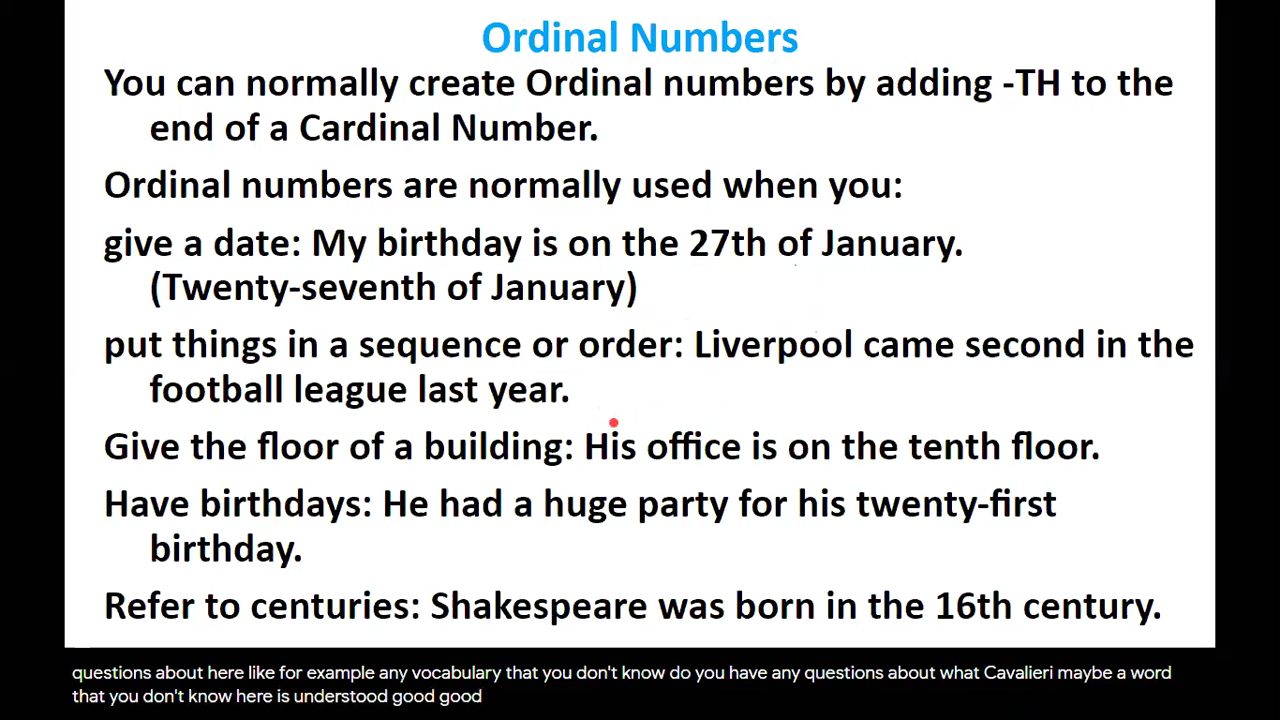 Ordinal Numbers
You can normally create Ordinal numbers by adding -TH to the
end of a Cardinal Number.
Ordinal numbers are normally used when you:
give a date: My birthday is on the 27th of January.
(Twenty-seventh of January)
put things in a sequence or order: Liverpool came second in the
football league last year.
Give the floor of a building: His office is on the tenth floor.
Have birthdays: He had a huge party for his twenty-first
birthday.
Refer to centuries: Shakespeare was born in the 16th century.
questions about here like for example any vocabulary that you don't know do you have any questions about what Cavalieri maybe a word
that you don't know here is understood good good